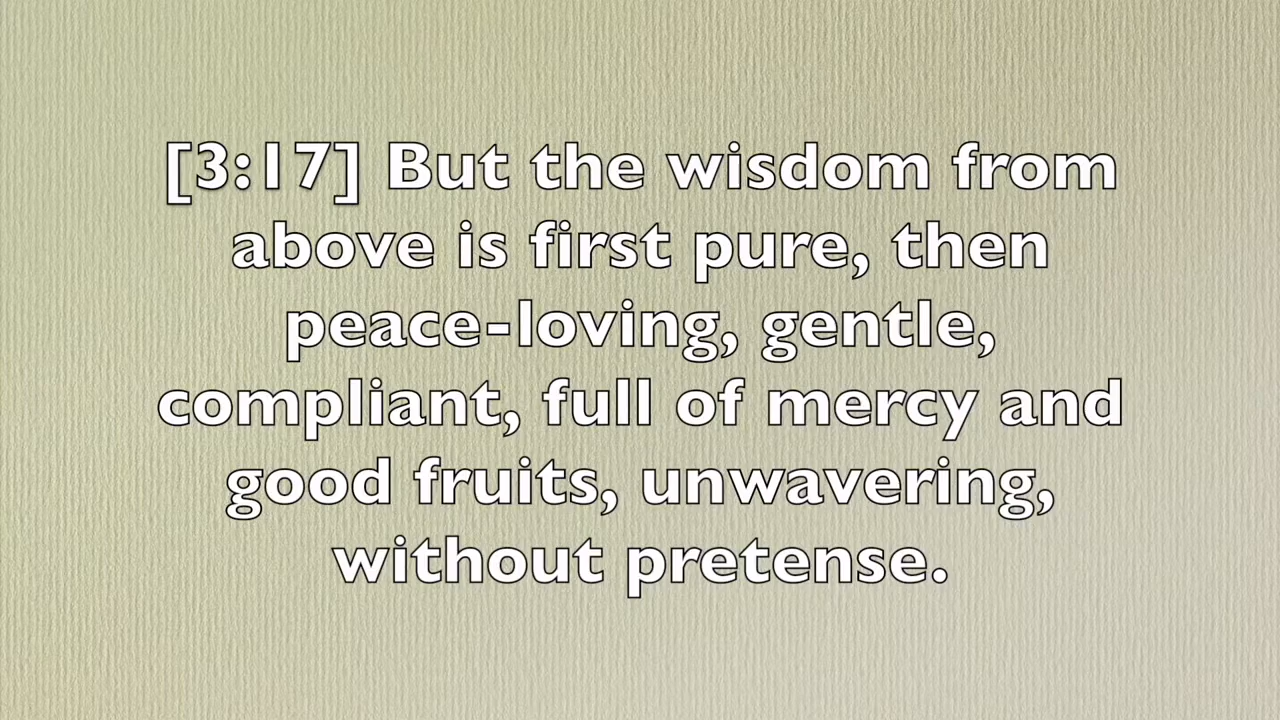 [3:17] But the wisdom from
above is first pure, then
peace-loving, gentle,
compliant, full of mercy and
good fruits, unwavering,
without pretense.